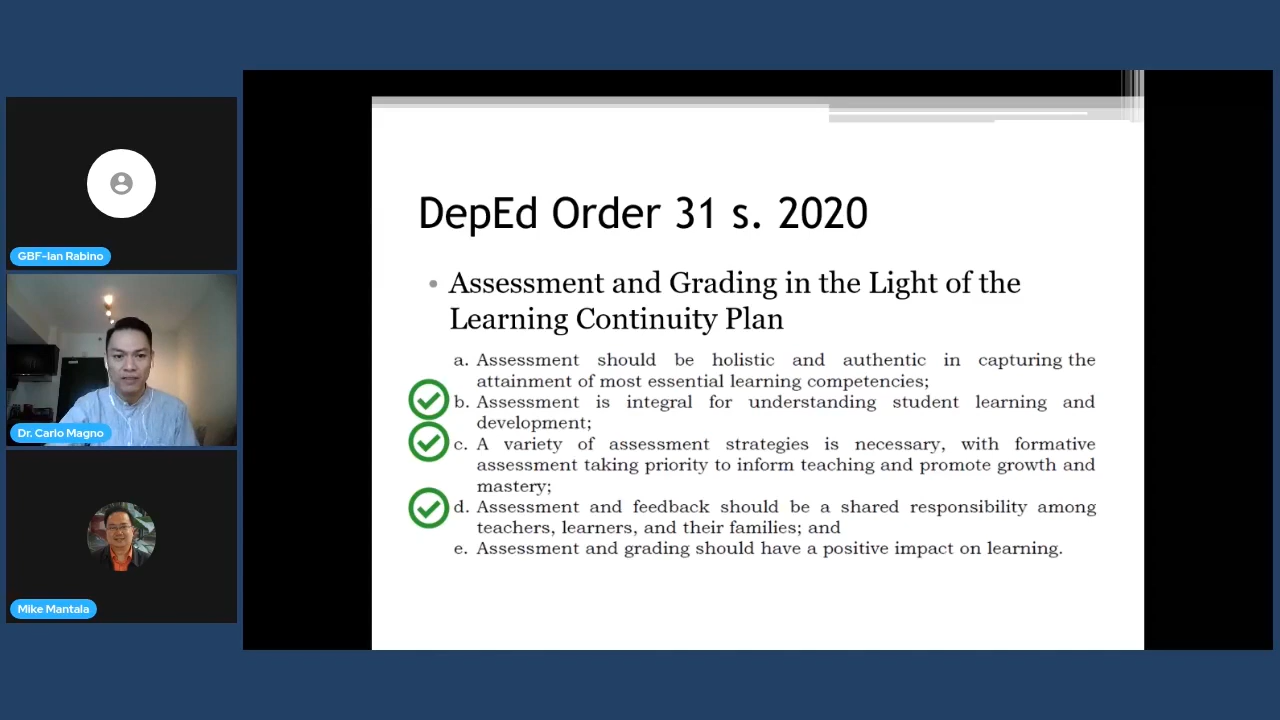 GBF-Ian Rabino
Dr. Carlo Magno
Mike Mantala
DepEd Order 31 s. 2020
• Assessment and Grading in the Light of the
Learning Continuity Plan
a. Assessment should be holistic and authentic in capturing the
attainment of most essential learning competencies;
b. Assessment is integral for understanding student learning and
development;
c. A variety of assessment strategies is necessary, with formative
assessment taking priority to inform teaching and promote growth and
mastery;
d. Assessment and feedback should be a shared responsibility among
teachers, learners, and their families; and
e. Assessment and grading should have a positive impact on learning.